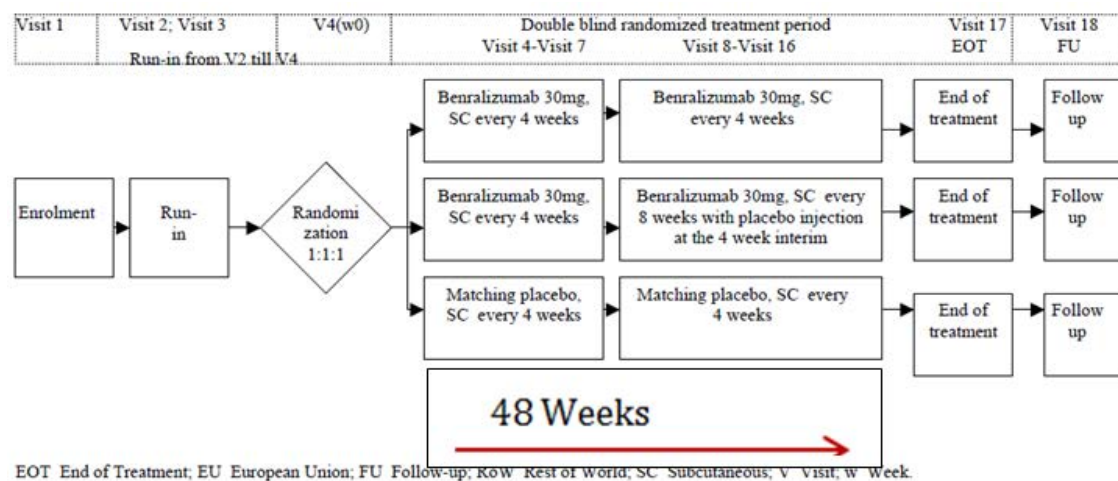 Visit 1 Visit 2; Visit 3 V4(w0) Double blind randomized treatment period Visit 17 Visit 18
Visit 4-Visit 7 Visit 8-Visit 16 EOT FU
Run-in from V2 till V4
Benralizumab 30mg,
SC every 4 weeks
Benralizumab 30mg, SC
every 4 weeks
End of
treatment
Follow
up
Enrolment
Run-
in
Randomi
zation
1:1:1
Benralizumab 30mg,
SC every 4 weeks
Benralizumab 30mg, SC every
8 weeks with placebo injection
at the 4 week interim
End of
treatment
Follow
up
Matching placebo,
SC every 4 weeks
Matching placebo, SC every
4 weeks
End of
treatment
Follow
up
48 Weeks
EOT End of Treatment; EU European Union; FU Follow-up; RoW Rest of World; SC Subcutaneous; V Visit; w Week.